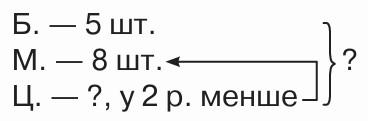 Б. — 5 шт.
М. — 8 шт.
Ц. — ?, у 2 р. менше
?